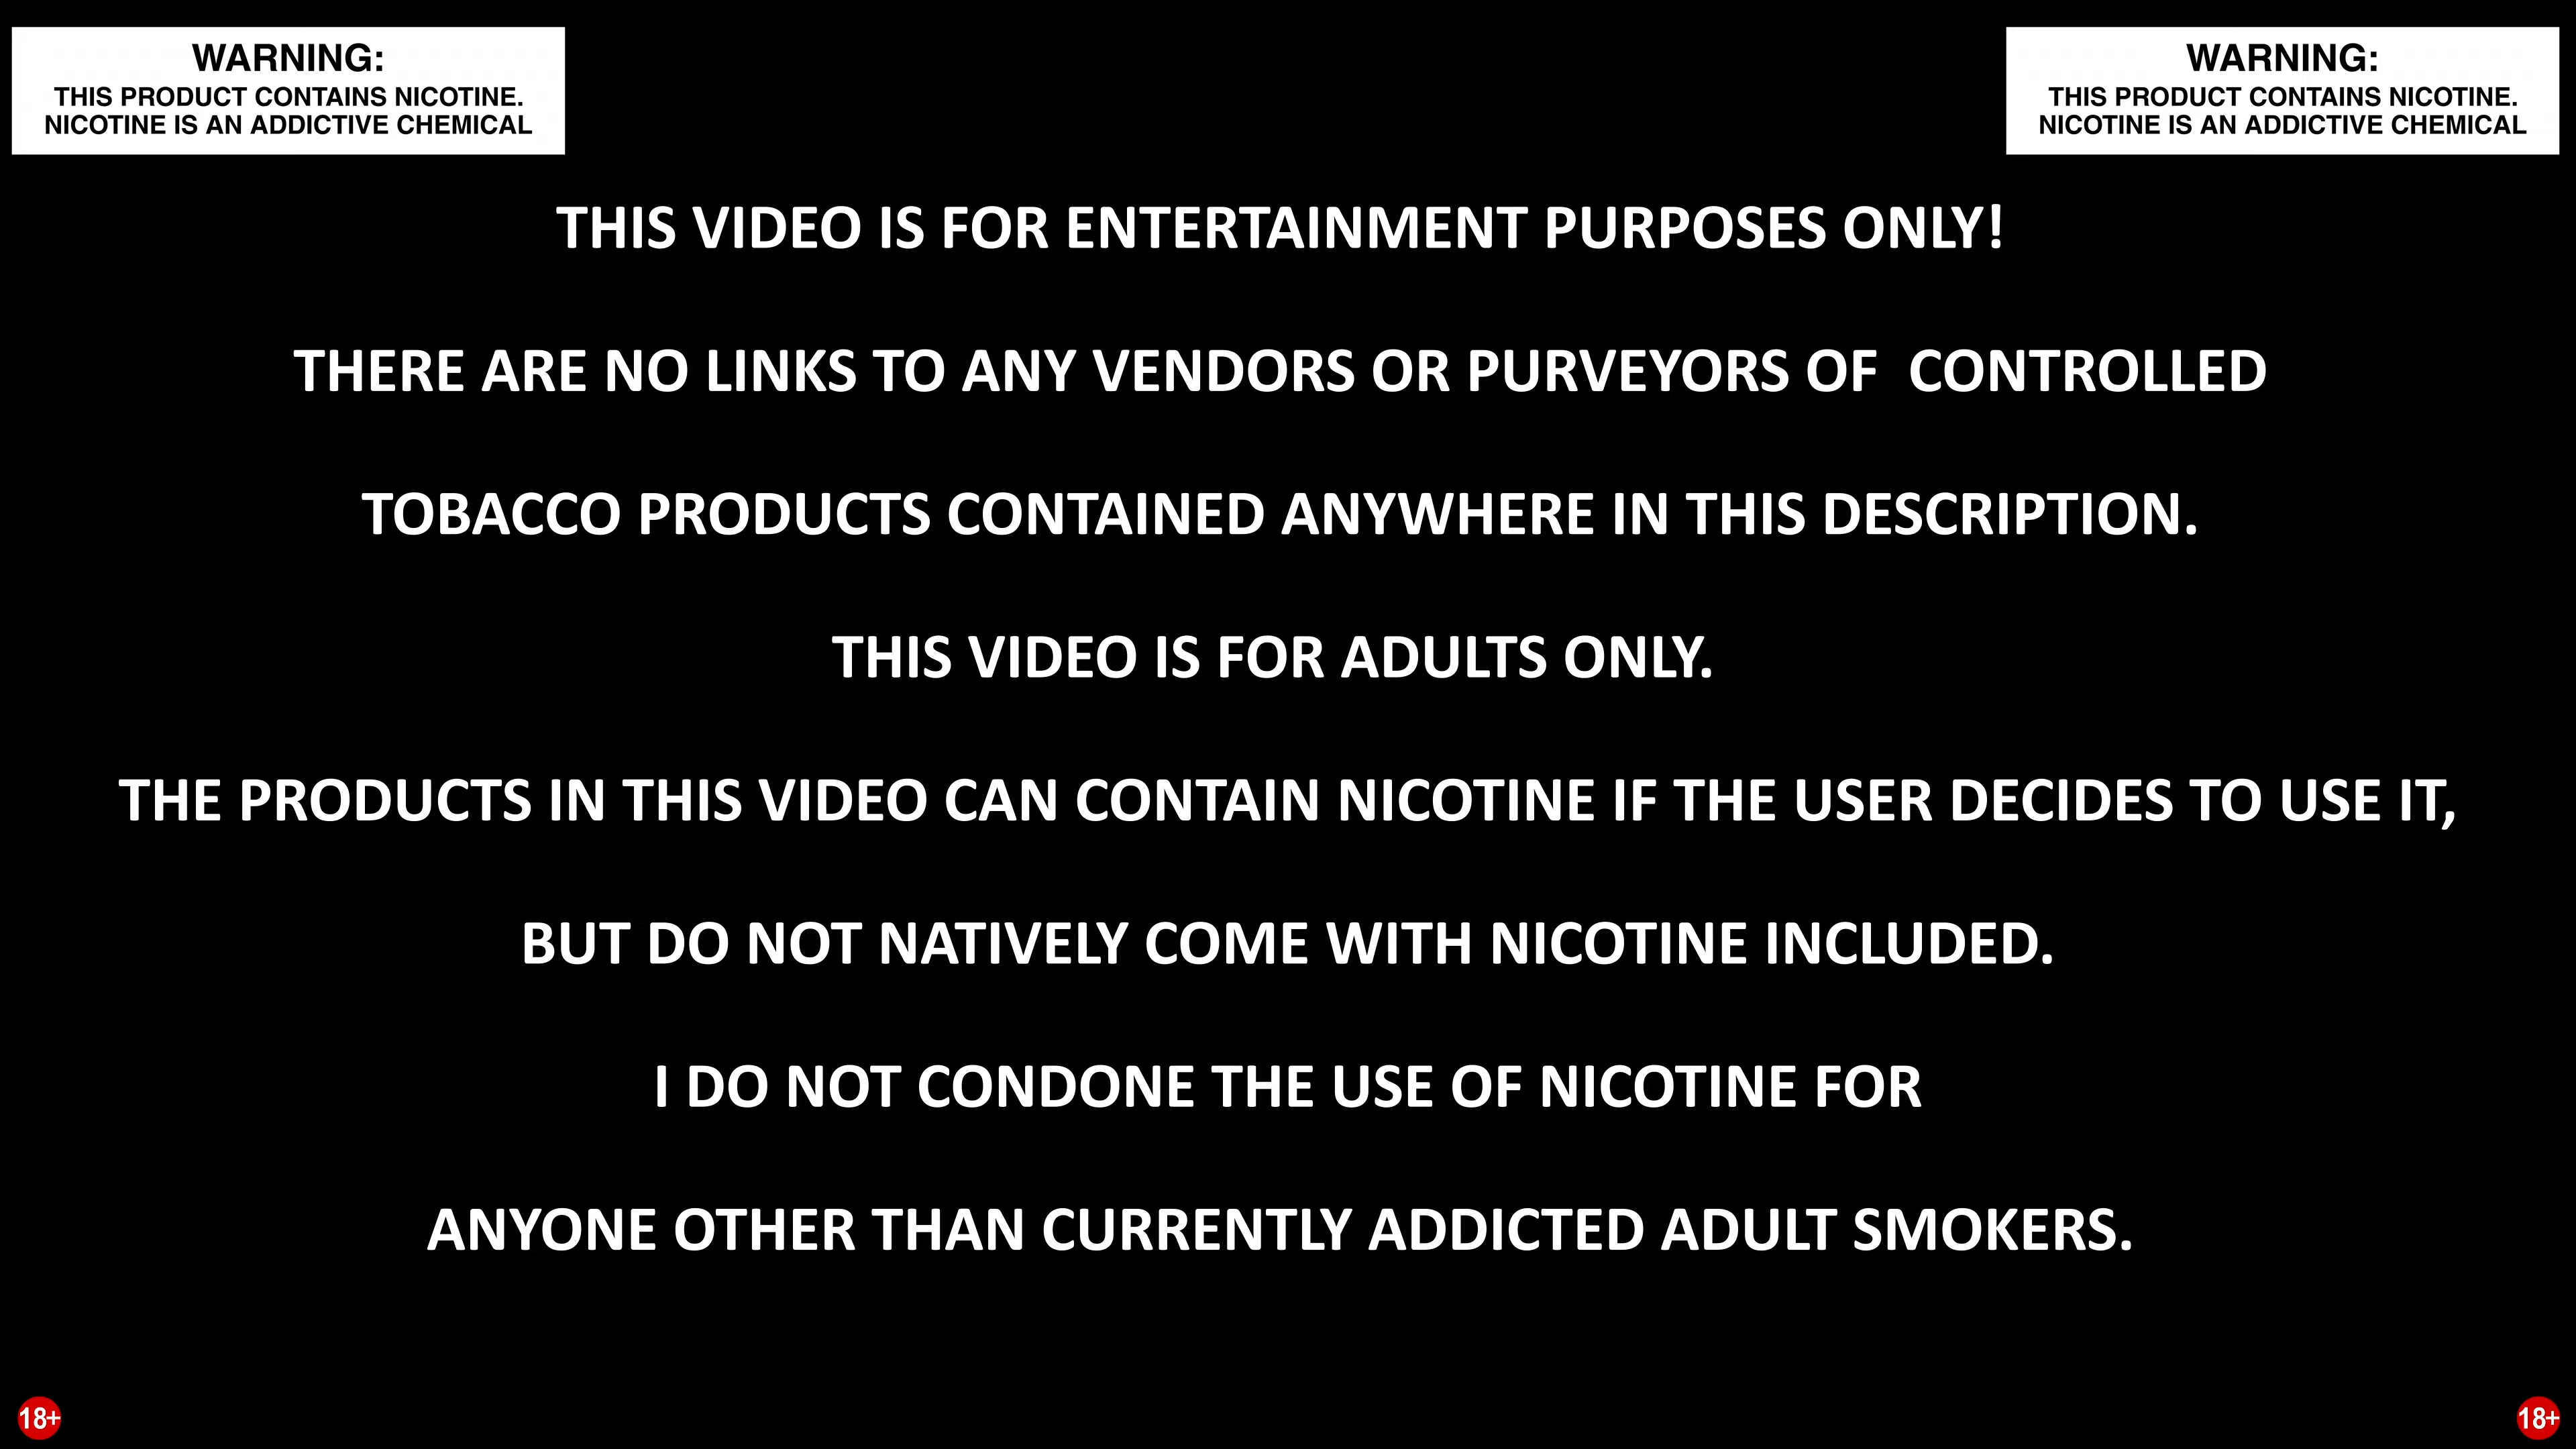 WARNING:
THIS PRODUCT CONTAINS NICOTINE.
NICOTINE IS AN ADDICTIVE CHEMICAL
WARNING:
THIS PRODUCT CONTAINS NICOTINE.
NICOTINE IS AN ADDICTIVE CHEMICAL
THIS VIDEO IS FOR ENTERTAINMENT PURPOSES ONLY!
THERE ARE NO LINKS TO ANY VENDORS OR PURVEYORS OF  CONTROLLED
TOBACCO PRODUCTS CONTAINED ANYWHERE IN THIS DESCRIPTION.
THIS VIDEO IS FOR ADULTS ONLY.
THE PRODUCTS IN THIS VIDEO CAN CONTAIN NICOTINE IF THE USER DECIDES TO USE IT,
BUT DO NOT NATIVELY COME WITH NICOTINE INCLUDED.
I DO NOT CONDONE THE USE OF NICOTINE FOR
ANYONE OTHER THAN CURRENTLY ADDICTED ADULT SMOKERS.
18+
18+